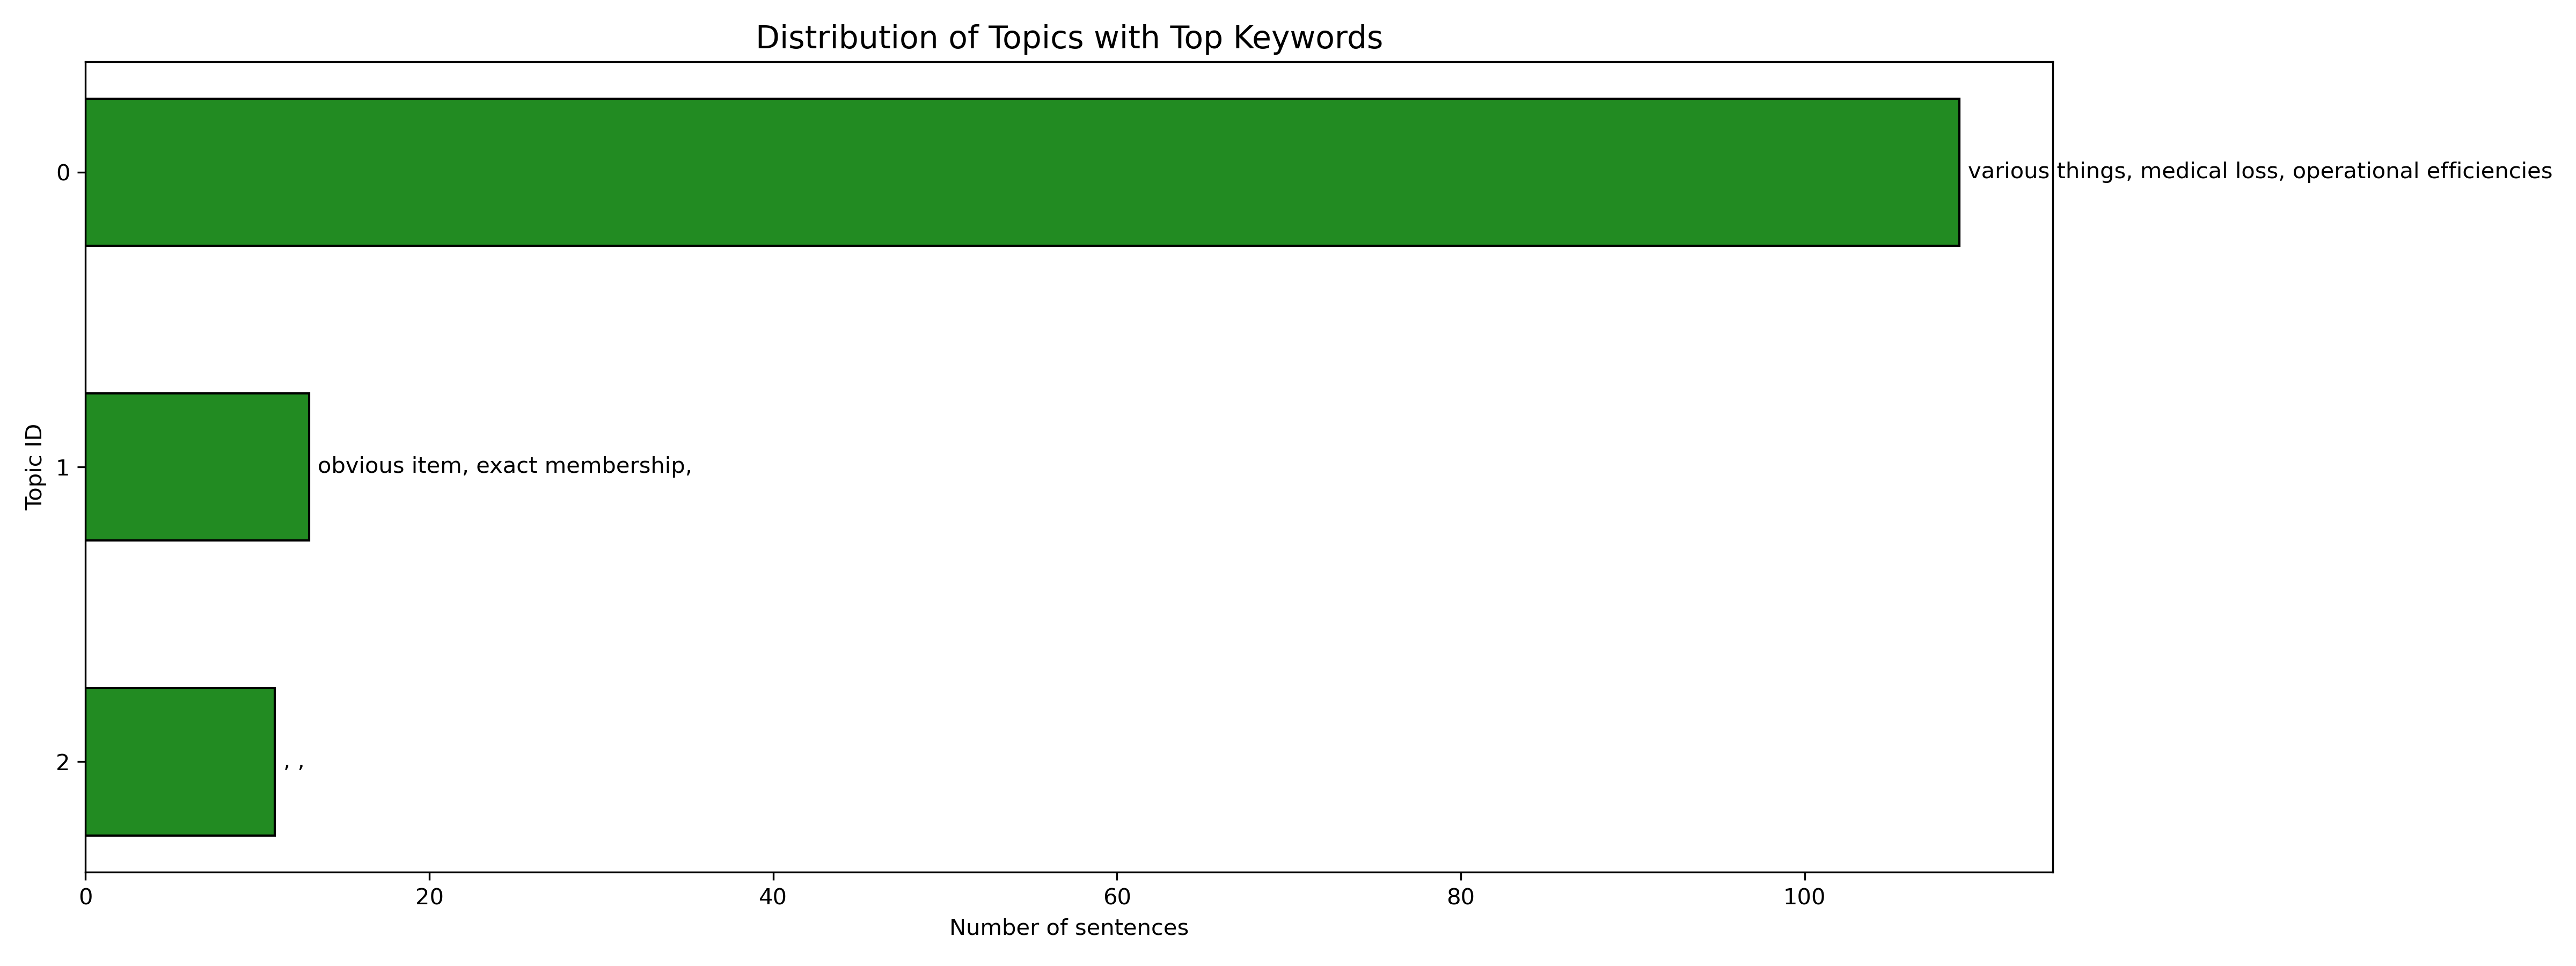 Distribution of Topics with Top Keywords
0
various things, medical loss, operational efficiencies
Topic ID
1
obvious item, exact membership,
2
, ,
0 20 40 60 80 100
Number of sentences